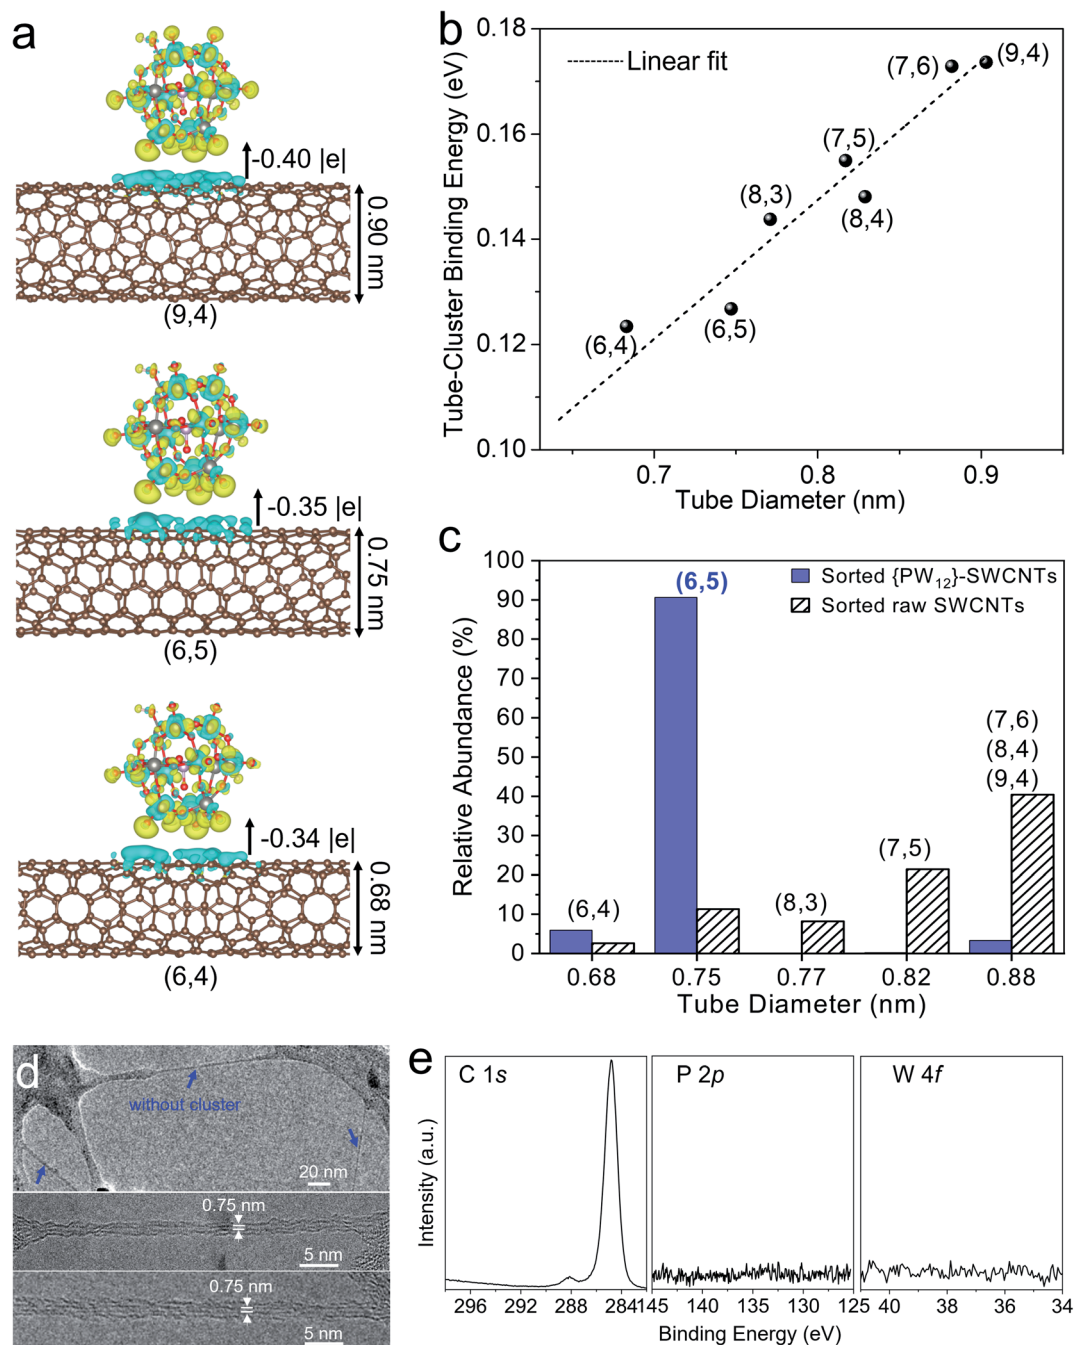 a
-0.40 |e|
0.90 nm
(9,4)
-0.35 |e|
0.75 nm
(6,5)
-0.34 |e|
0.68 nm
(6,4)
b
Tube-Cluster Binding Energy (eV)
0.18
0.16
0.14
0.12
0.10
Linear fit
(7,6)
(9,4)
(7,5)
(8,3)
(8,4)
(6,4)
(6,5)
0.7 0.8 0.9
Tube Diameter (nm)
c
Relative Abundance (%)
100
90
80
70
60
50
40
30
20
10
0
(6,5)
Sorted {PW12}-SWCNTs
Sorted raw SWCNTs
(7,6)
(8,4)
(9,4)
(7,5)
(6,4)
(8,3)
0.68 0.75 0.77 0.82 0.88
Tube Diameter (nm)
d
without cluster
20 nm
0.75 nm
5 nm
0.75 nm
5 nm
e
Intensity (a.u.)
C 1s
P 2p
W 4f
296 292 288 284
145 140 135 130 125
40 38 36 34
Binding Energy (eV)